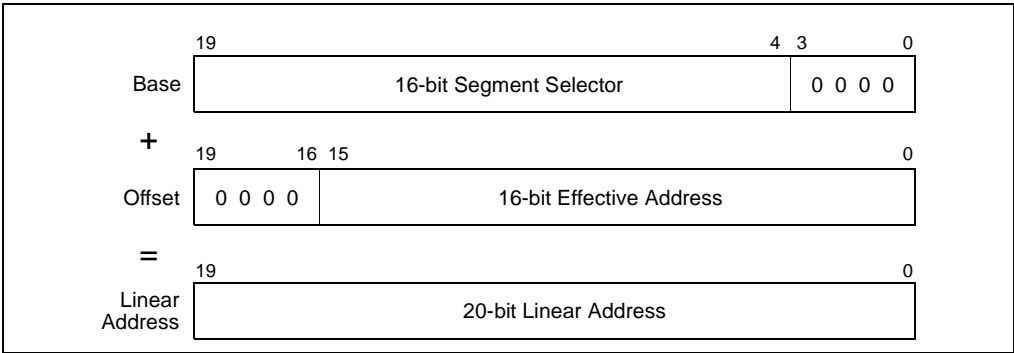 19 4 3 0
Base 16-bit Segment Selector 0 0 0 0
+
19 16 15 0
Offset 0 0 0 0 16-bit Effective Address
=
19 0
Linear
Address 20-bit Linear Address